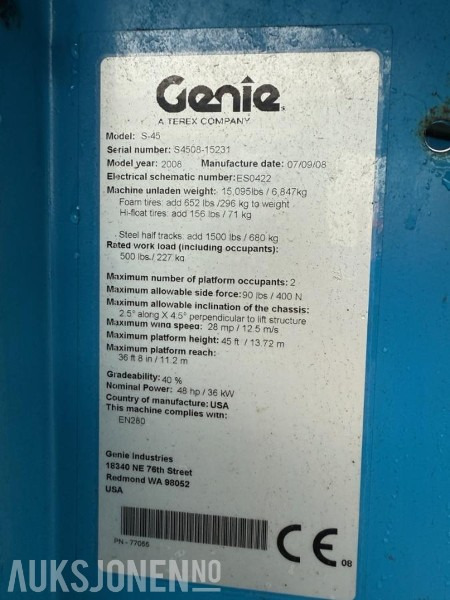 Genie
A TEREX COMPANY
Model: S-45
Serial number: S4508-15231
Model year: 2008 Manufacture date: 07/09/08
Electrical schematic number:ES0422
Machine unladen weight: 15,095lbs / 6,847kg
Foam tires: add 652 lbs /296 kg to weight
Hi-float tires: add 156 lbs / 71 kg
Steel half tracks: add 1500 lbs / 680 kg
Rated work load (including occupants):
500 lbs./ 227 kg
Maximum number of platform occupants: 2
Maximum allowable side force: 90 lbs / 400 N
Maximum allowable inclination of the chassis:
2.5° along X 4.5° perpendicular to lift structure
Maximum wind speed: 28 mp / 12.5 m/s
Maximum platform height: 45 ft / 13.72 m
Maximum platform reach:
36 ft 8 in / 11.2 m
Gradeability: 40 %
Nominal Power: 48 hp / 36 kW
Country of manufacture: USA
This machine complies with:
EN280
Genie Industries
18340 NE 76th Street
Redmond WA 98052
USA
PN - 77055
CE 08
AUKSJONEN.NO